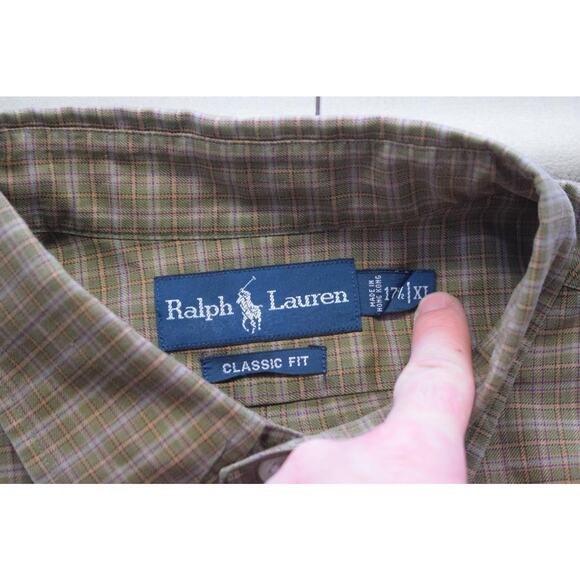 Ralph Lauren
MADE IN
HONG KONG
17½ XL
CLASSIC FIT